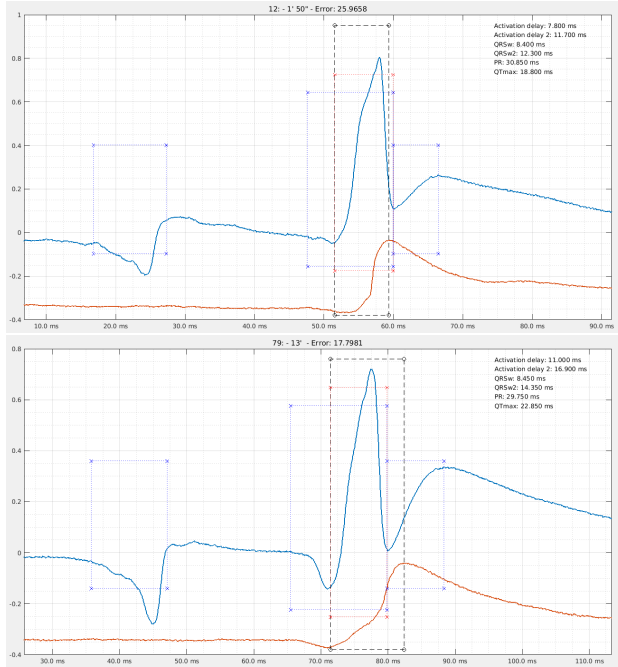 12: - 1' 50" - Error: 25.9658
Activation delay: 7.800 ms
Activation delay 2: 11.700 ms
QRSw: 8.400 ms
QRSw2: 12.300 ms
PR: 30.850 ms
QTmax: 18.800 ms
1
0.8
0.6
0.4
0.2
0
-0.2
-0.4
10.0 ms 20.0 ms 30.0 ms 40.0 ms 50.0 ms 60.0 ms 70.0 ms 80.0 ms 90.0 ms
79: - 13' - Error: 17.7981
Activation delay: 11.000 ms
Activation delay 2: 16.900 ms
QRSw: 8.450 ms
QRSw2: 14.350 ms
PR: 29.750 ms
QTmax: 22.850 ms
0.8
0.6
0.4
0.2
0
-0.2
-0.4
30.0 ms 40.0 ms 50.0 ms 60.0 ms 70.0 ms 80.0 ms 90.0 ms 100.0 ms 110.0 ms